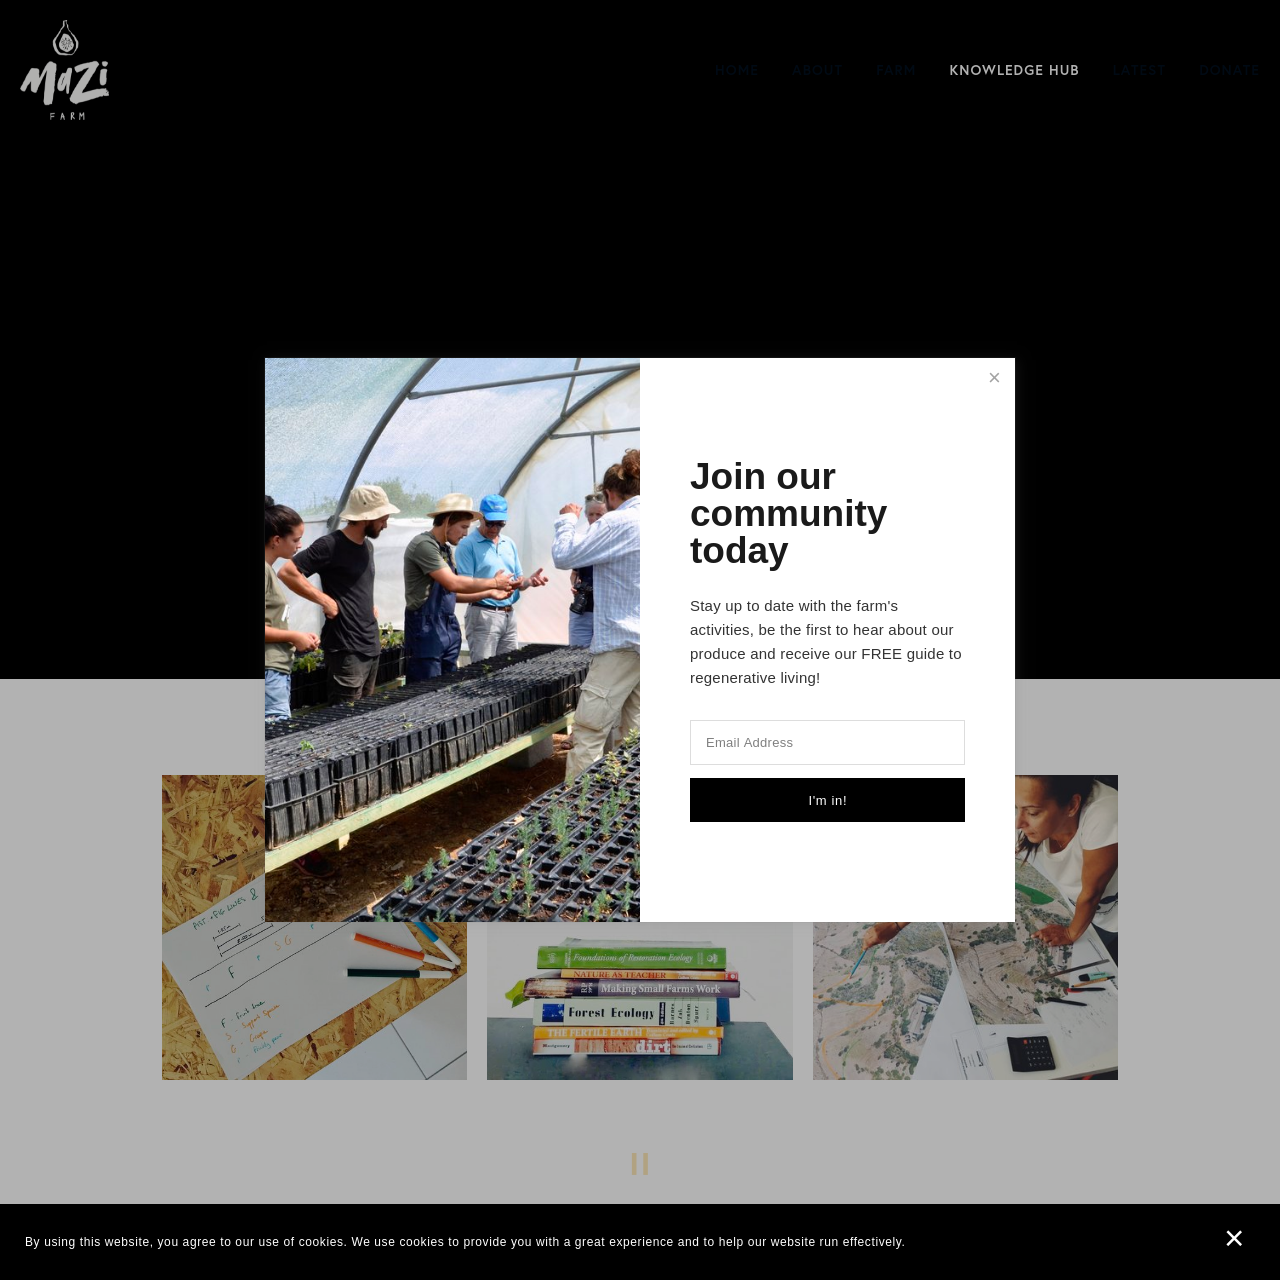 MaZi
FARM
HOME ABOUT FARM KNOWLEDGE HUB LATEST DONATE
Join our
community
today
Stay up to date with the farm's
activities, be the first to hear about our
produce and receive our FREE guide to
regenerative living!
Email Address
I'm in!
Foundations of Restoration Ecology
NATURE AS TEACHER
Making Small Farms Work
Forest Ecology
THE FERTILE EARTH
Montgomery dirt
By using this website, you agree to our use of cookies. We use cookies to provide you with a great experience and to help our website run effectively.